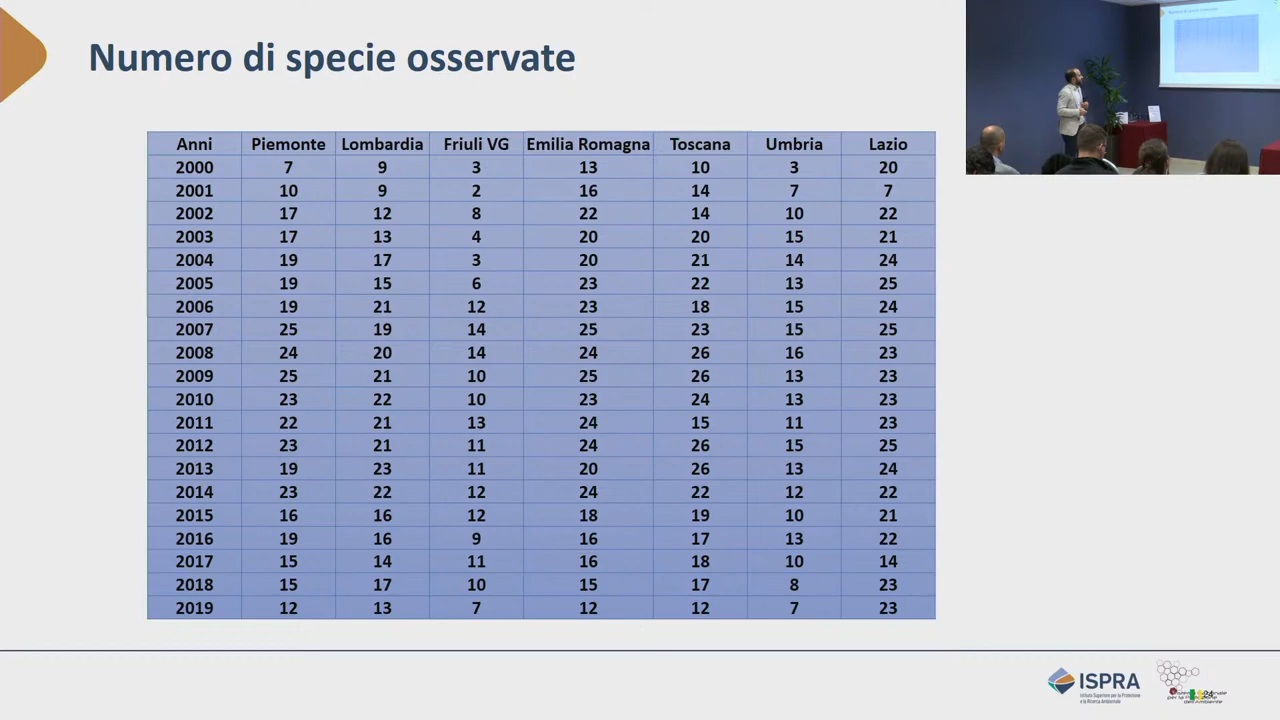 Numero di specie osservate
Anni Piemonte Lombardia Friuli VG Emilia Romagna Toscana Umbria Lazio
2000 7 9 3 13 10 3 20
2001 10 9 2 16 14 7 7
2002 17 12 8 22 14 10 22
2003 17 13 4 20 20 15 21
2004 19 17 3 20 21 14 24
2005 19 15 6 23 22 13 25
2006 19 21 12 23 18 15 24
2007 25 19 14 25 23 15 25
2008 24 20 14 24 26 16 23
2009 25 21 10 25 26 13 23
2010 23 22 10 23 24 13 23
2011 22 21 13 24 15 11 23
2012 23 21 11 24 26 15 25
2013 19 23 11 20 26 13 24
2014 23 22 12 24 22 12 22
2015 16 16 12 18 19 10 21
2016 19 16 9 16 17 13 22
2017 15 14 11 16 18 10 14
2018 15 17 10 15 17 8 23
2019 12 13 7 12 12 7 23
ISPRA
Istituto Superiore per la Protezione
e la Ricerca Ambientale
dell'Ambiente